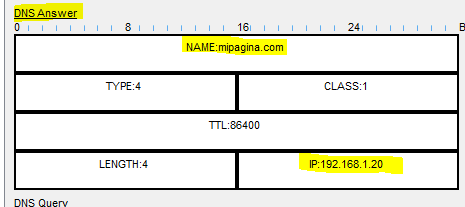 DNS Answer
0 8 16 24 B
NAME:mipagina.com
TYPE:4 CLASS:1
TTL:86400
LENGTH:4 IP:192.168.1.20
DNS Query